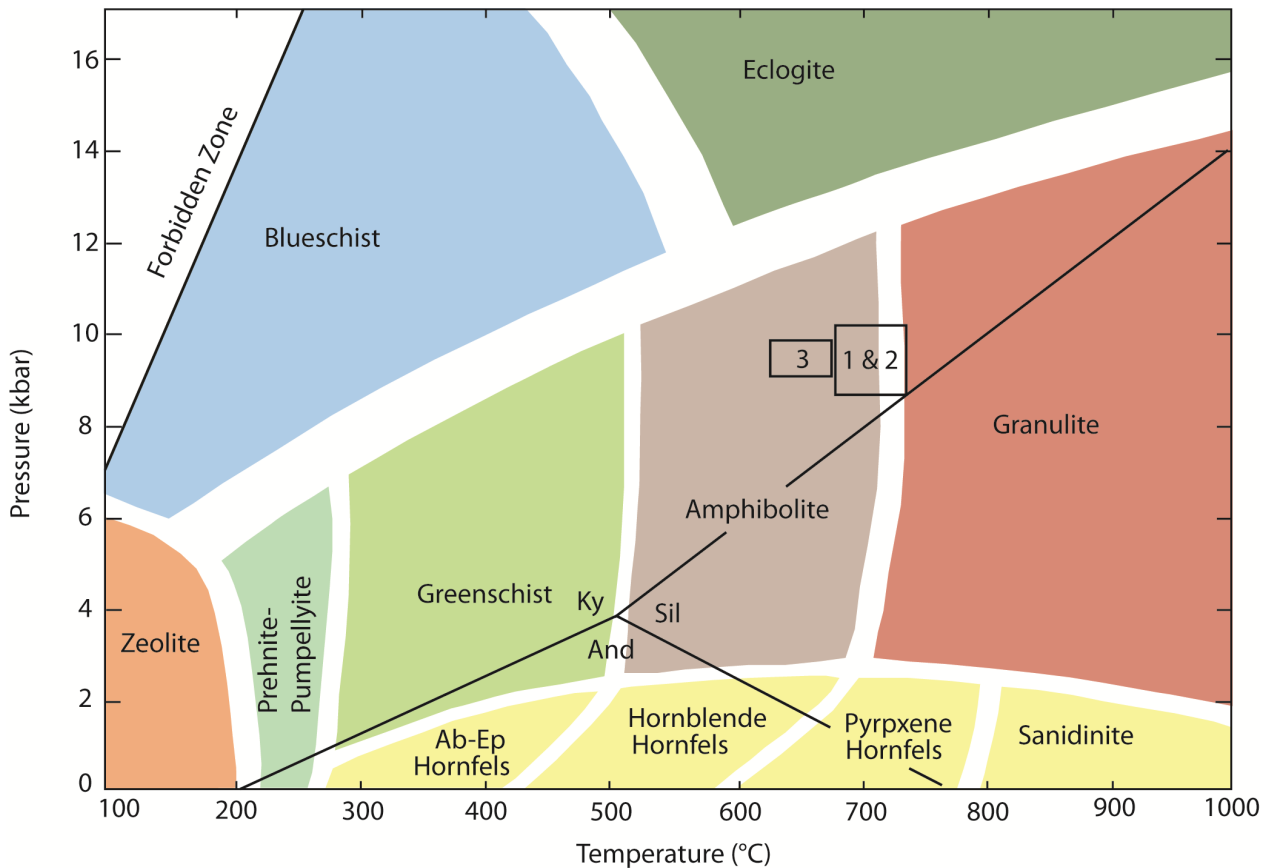 16
14
12
10
8
6
4
2
0
Pressure (kbar)
Forbidden Zone
Eclogite
Blueschist
3
1 & 2
Granulite
Amphibolite
Greenschist
Ky
Sil
And
Zeolite
Prehnite-
Pumpellyite
Ab-Ep
Hornfels
Hornblende
Hornfels
Pyrpxene
Hornfels
Sanidinite
100
200
300
400
500
600
700
800
900
1000
Temperature (°C)